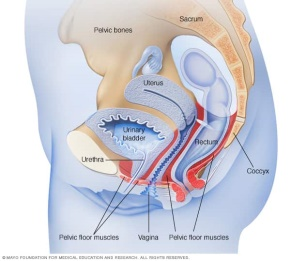 Sacrum
Pelvic bones
Uterus
Urinary
bladder
Rectum
Urethra
Coccyx
Pelvic floor muscles
Vagina
Pelvic floor muscles
© MAYO FOUNDATION FOR MEDICAL EDUCATION AND RESEARCH. ALL RIGHTS RESERVED.